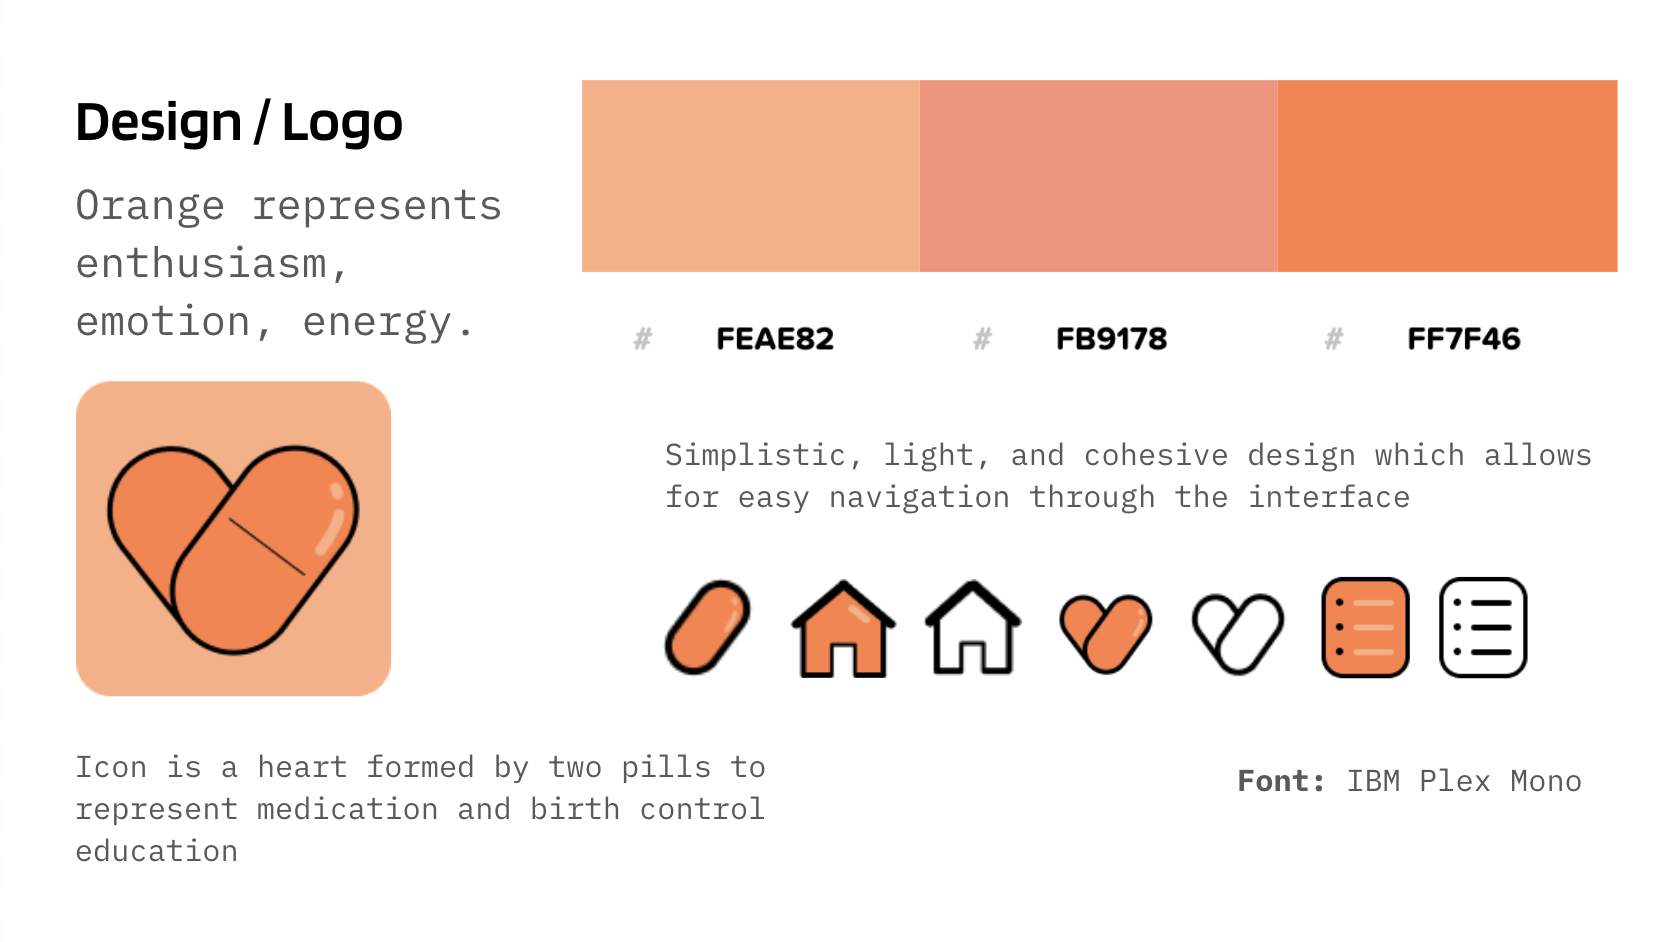 Design / Logo
Orange represents
enthusiasm,
emotion, energy.
# FEAE82 # FB9178 # FF7F46
Simplistic, light, and cohesive design which allows
for easy navigation through the interface
Icon is a heart formed by two pills to
represent medication and birth control
education
Font: IBM Plex Mono